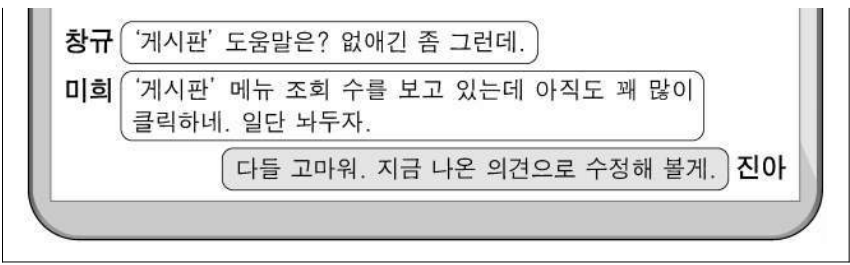 창규 '게시판' 도움말은? 없애긴 좀 그런데.
미희 '게시판' 메뉴 조회 수를 보고 있는데 아직도 꽤 많이
클릭하네. 일단 놔두자.
다들 고마워. 지금 나온 의견으로 수정해 볼게. 진아